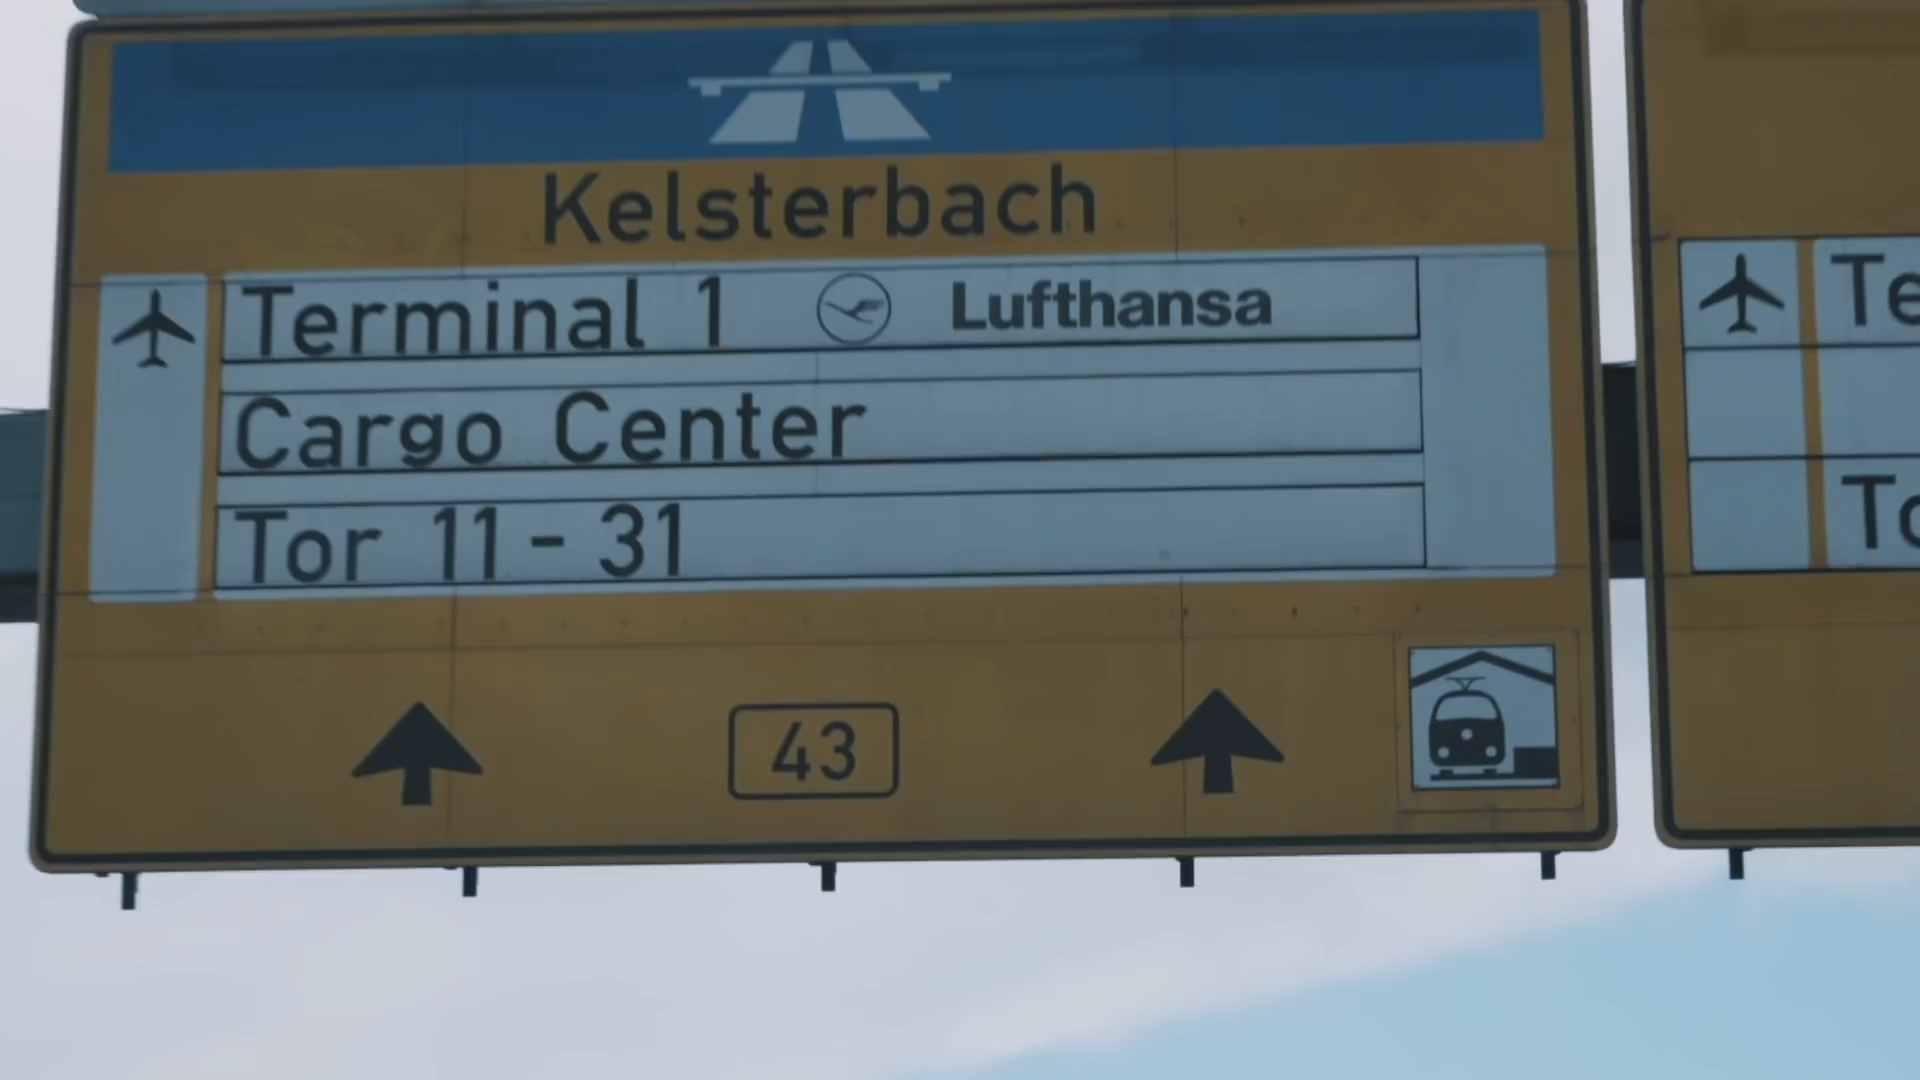 Kelsterbach
Terminal 1 Lufthansa
Cargo Center
Tor 11 - 31
43